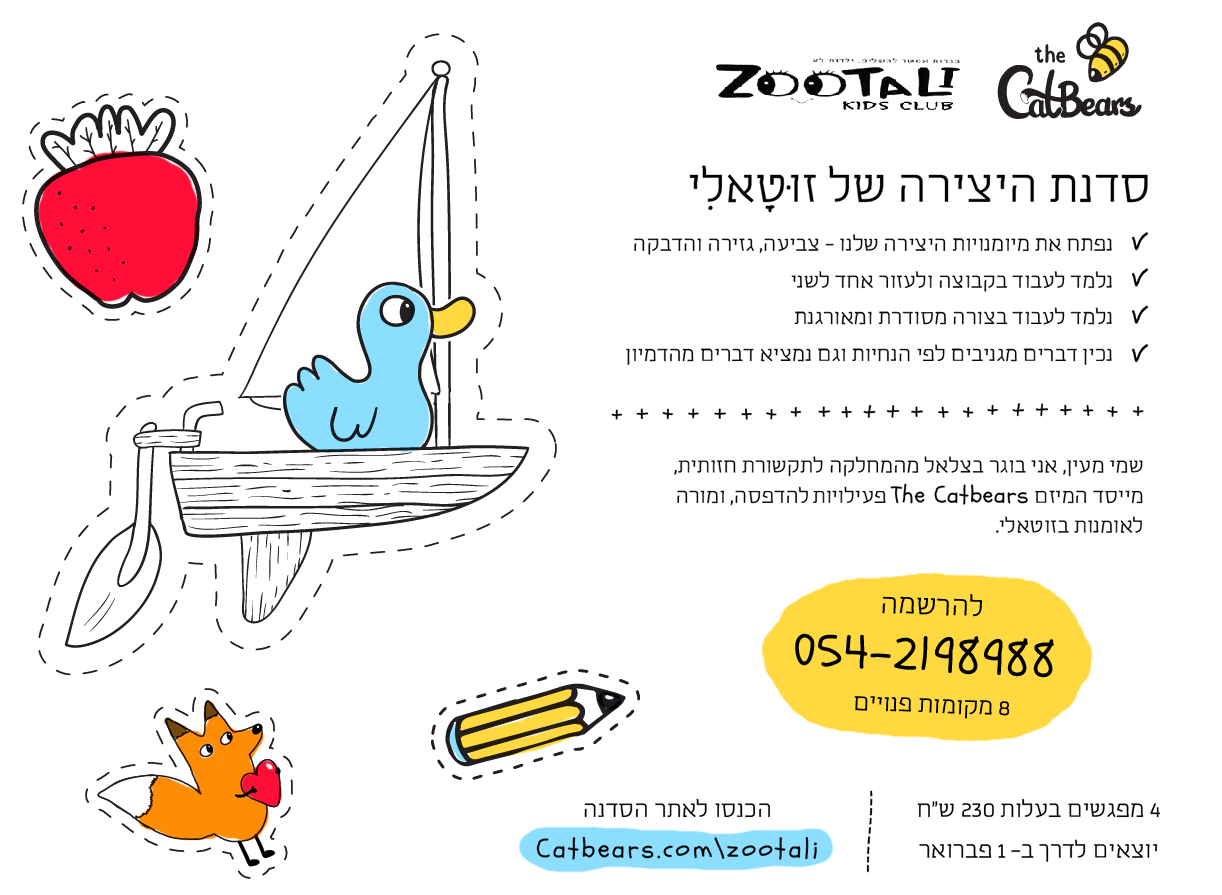 the
CatBears
ZOOTALI
KIDS CLUB
סדנת היצירה של זוּטָאלִי
נפתח את מיומנויות היצירה שלנו - צביעה, גזירה והדבקה
נלמד לעבוד בקבוצה ולעזור אחד לשני
נלמד לעבוד בצורה מסודרת ומאורגנת
נכין דברים מגניבים לפי הנחיות וגם נמציא דברים מהדמיון
שמי מעין, אני בוגר בצלאל מהמחלקה לתקשורת חזותית,
מייסד המיזם The Catbears פעילויות להדפסה, ומורה
לאומנות בזוטאלי.
להרשמה
054-2198988
8 מקומות פנויים
4 מפגשים בעלות 230 ש"ח
יוצאים לדרך ב- 1 פברואר
הכנסו לאתר הסדנה
Catbears.com\zootali